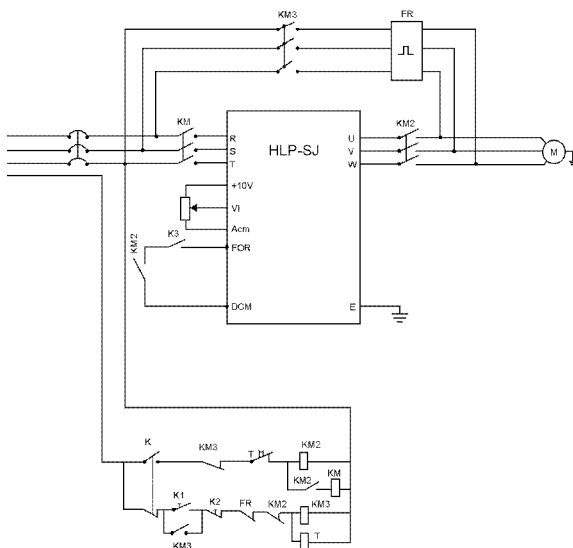 KM3
FR
KM
KM2
R
S
T
HLP-SJ
U
V
W
M
+10V
VI
Acm
K3
KM2
FOR
DCM
E
K
KM3
T
KM2
KM2
KM
K1
K2
FR
KM2
KM3
KM3
T